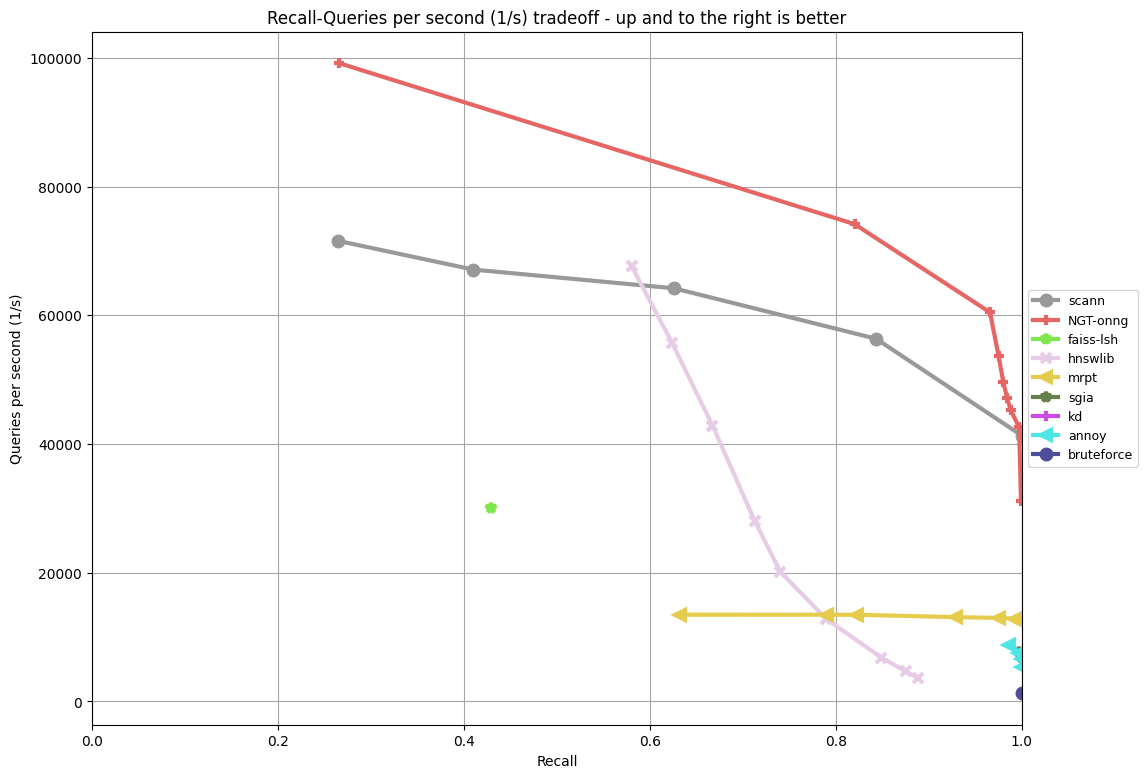 Recall-Queries per second (1/s) tradeoff - up and to the right is better
100000
80000
60000
40000
20000
0
Queries per second (1/s)
0.0
0.2
0.4
0.6
0.8
1.0
Recall
scann
NGT-onng
faiss-lsh
hnswlib
mrpt
sgia
kd
annoy
bruteforce